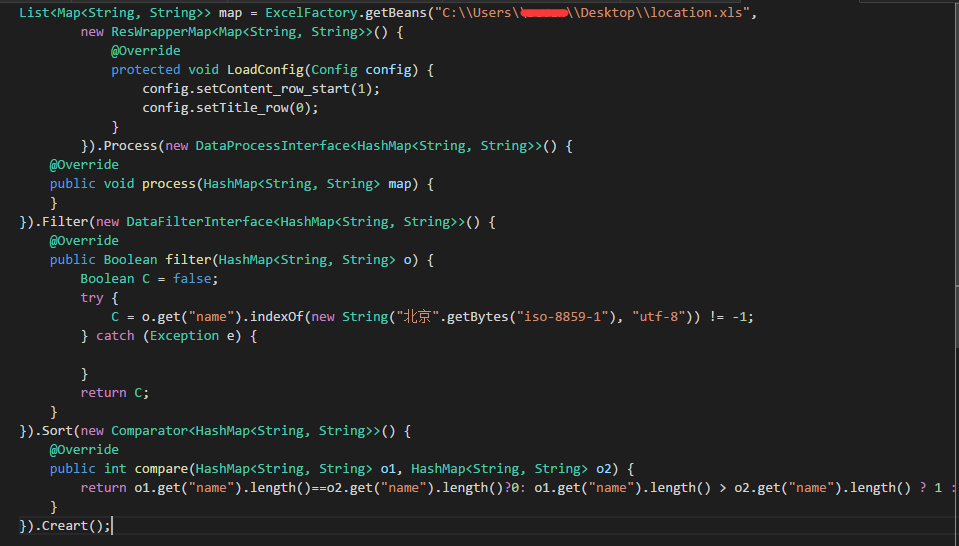 List<Map<String, String>> map = ExcelFactory.getBeans("C:\\Users\\\\Desktop\\location.xls",
new ResWrapperMap<Map<String, String>>() {
@Override
protected void LoadConfig(Config config) {
config.setContent_row_start(1);
config.setTitle_row(0);
}
}).Process(new DataProcessInterface<HashMap<String, String>>() {
@Override
public void process(HashMap<String, String> map) {
}
}).Filter(new DataFilterInterface<HashMap<String, String>>() {
@Override
public Boolean filter(HashMap<String, String> o) {
Boolean C = false;
try {
C = o.get("name").indexOf(new String("北京".getBytes("iso-8859-1"), "utf-8")) != -1;
} catch (Exception e) {
}
return C;
}
}).Sort(new Comparator<HashMap<String, String>>() {
@Override
public int compare(HashMap<String, String> o1, HashMap<String, String> o2) {
return o1.get("name").length()==o2.get("name").length()?0: o1.get("name").length() > o2.get("name").length() ? 1 :
}
}).Creart();